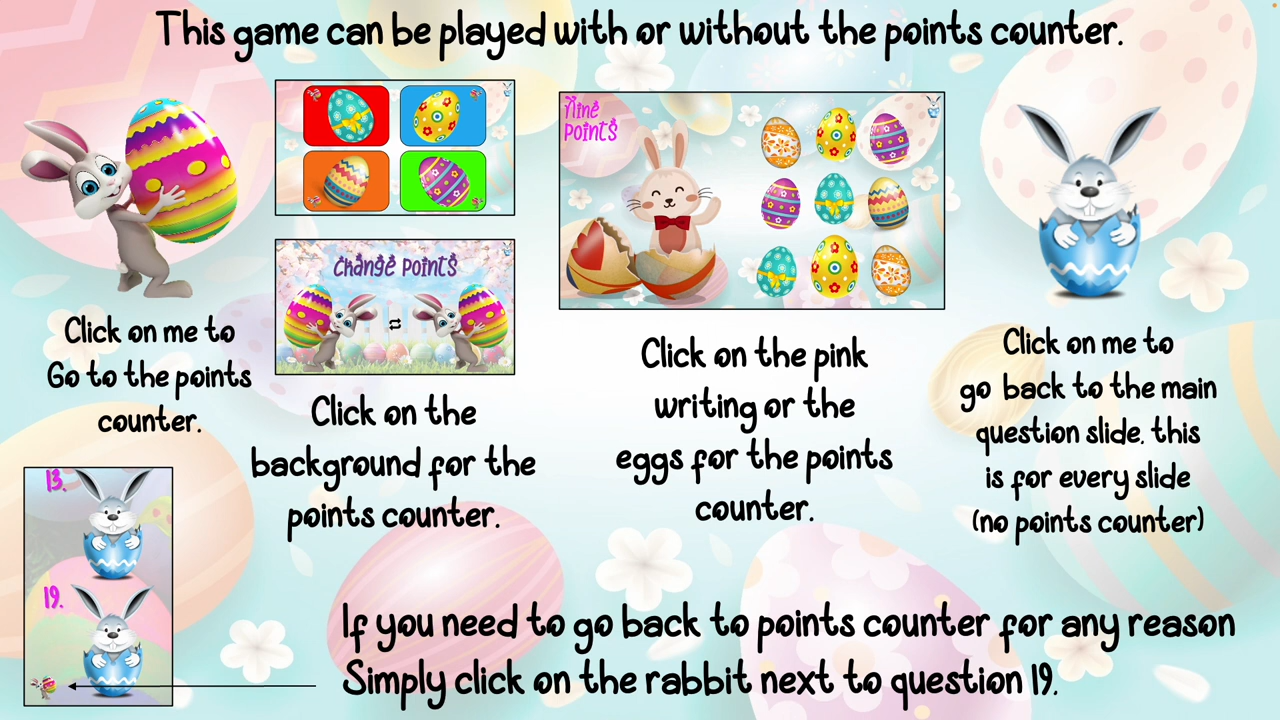 This game can be played with or without the points counter.
Nine
Points
Change Points
Click on me to
Go to the points
counter.
Click on the
background for the
points counter.
Click on the pink
writing or the
eggs for the points
counter.
Click on me to
go back to the main
question slide. this
is for every slide
(no points counter)
13.
19.
If you need to go back to points counter for any reason
Simply click on the rabbit next to question 19.